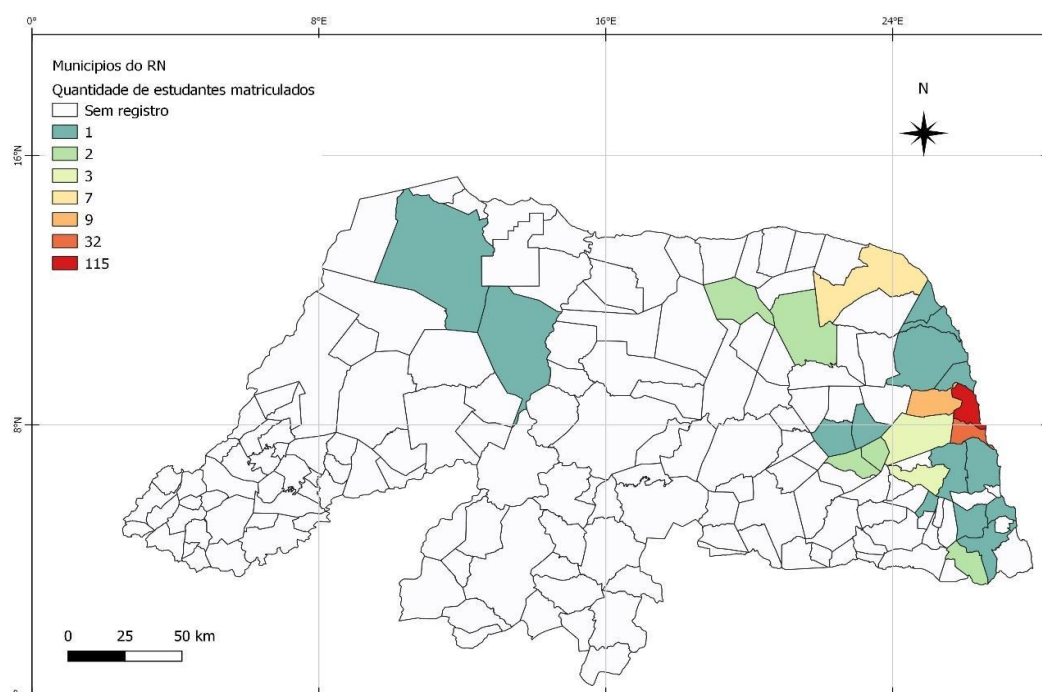 0° 8°E 16°E 24°E
Municipios do RN
Quantidade de estudantes matriculados
Sem registro
1
2
3
7
9
32
115
N
16°N
8°N
0 25 50 km